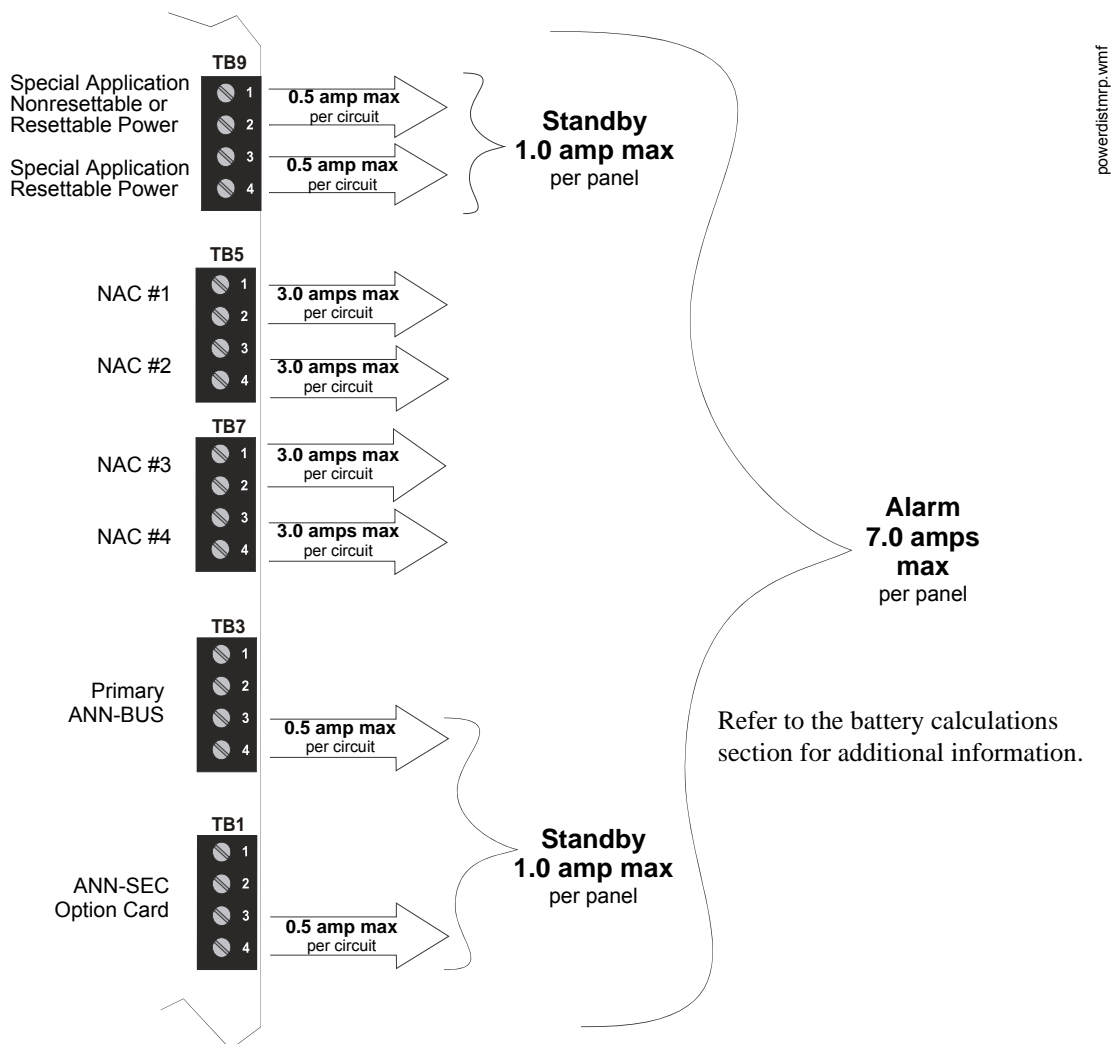 powerdistmrp.wmf
TB9
Special Application
Nonresettable or
Resettable Power
1
2
3
4
0.5 amp max
per circuit
Special Application
Resettable Power
0.5 amp max
per circuit
Standby
1.0 amp max
per panel
TB5
NAC #1
1
2
3
4
3.0 amps max
per circuit
NAC #2
3.0 amps max
per circuit
TB7
NAC #3
1
2
3
4
3.0 amps max
per circuit
NAC #4
3.0 amps max
per circuit
Alarm
7.0 amps
max
per panel
TB3
1
2
3
4
Primary
ANN-BUS
0.5 amp max
per circuit
Refer to the battery calculations
section for additional information.
TB1
1
2
3
4
ANN-SEC
Option Card
0.5 amp max
per circuit
Standby
1.0 amp max
per panel